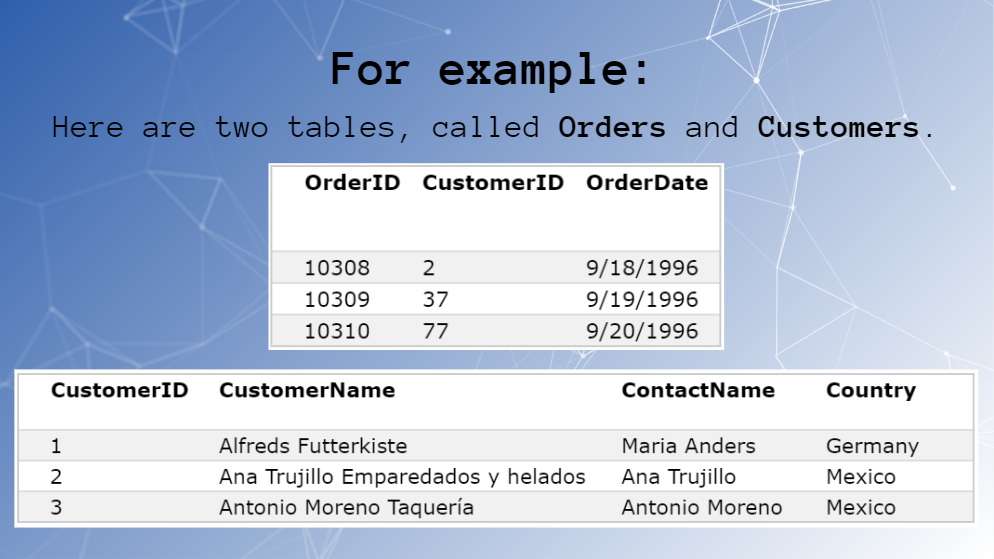 For example:
Here are two tables, called Orders and Customers.
OrderID CustomerID OrderDate
10308 2 9/18/1996
10309 37 9/19/1996
10310 77 9/20/1996
CustomerID CustomerName ContactName Country
1 Alfreds Futterkiste Maria Anders Germany
2 Ana Trujillo Emparedados y helados Ana Trujillo Mexico
3 Antonio Moreno Taquería Antonio Moreno Mexico